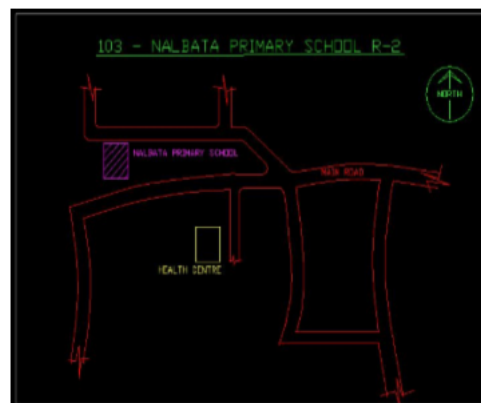 103 - NALBATA PRIMARY SCHOOL R-2
NORTH
NALBATA PRIMARY SCHOOL
MAIN ROAD
HEALTH CENTRE